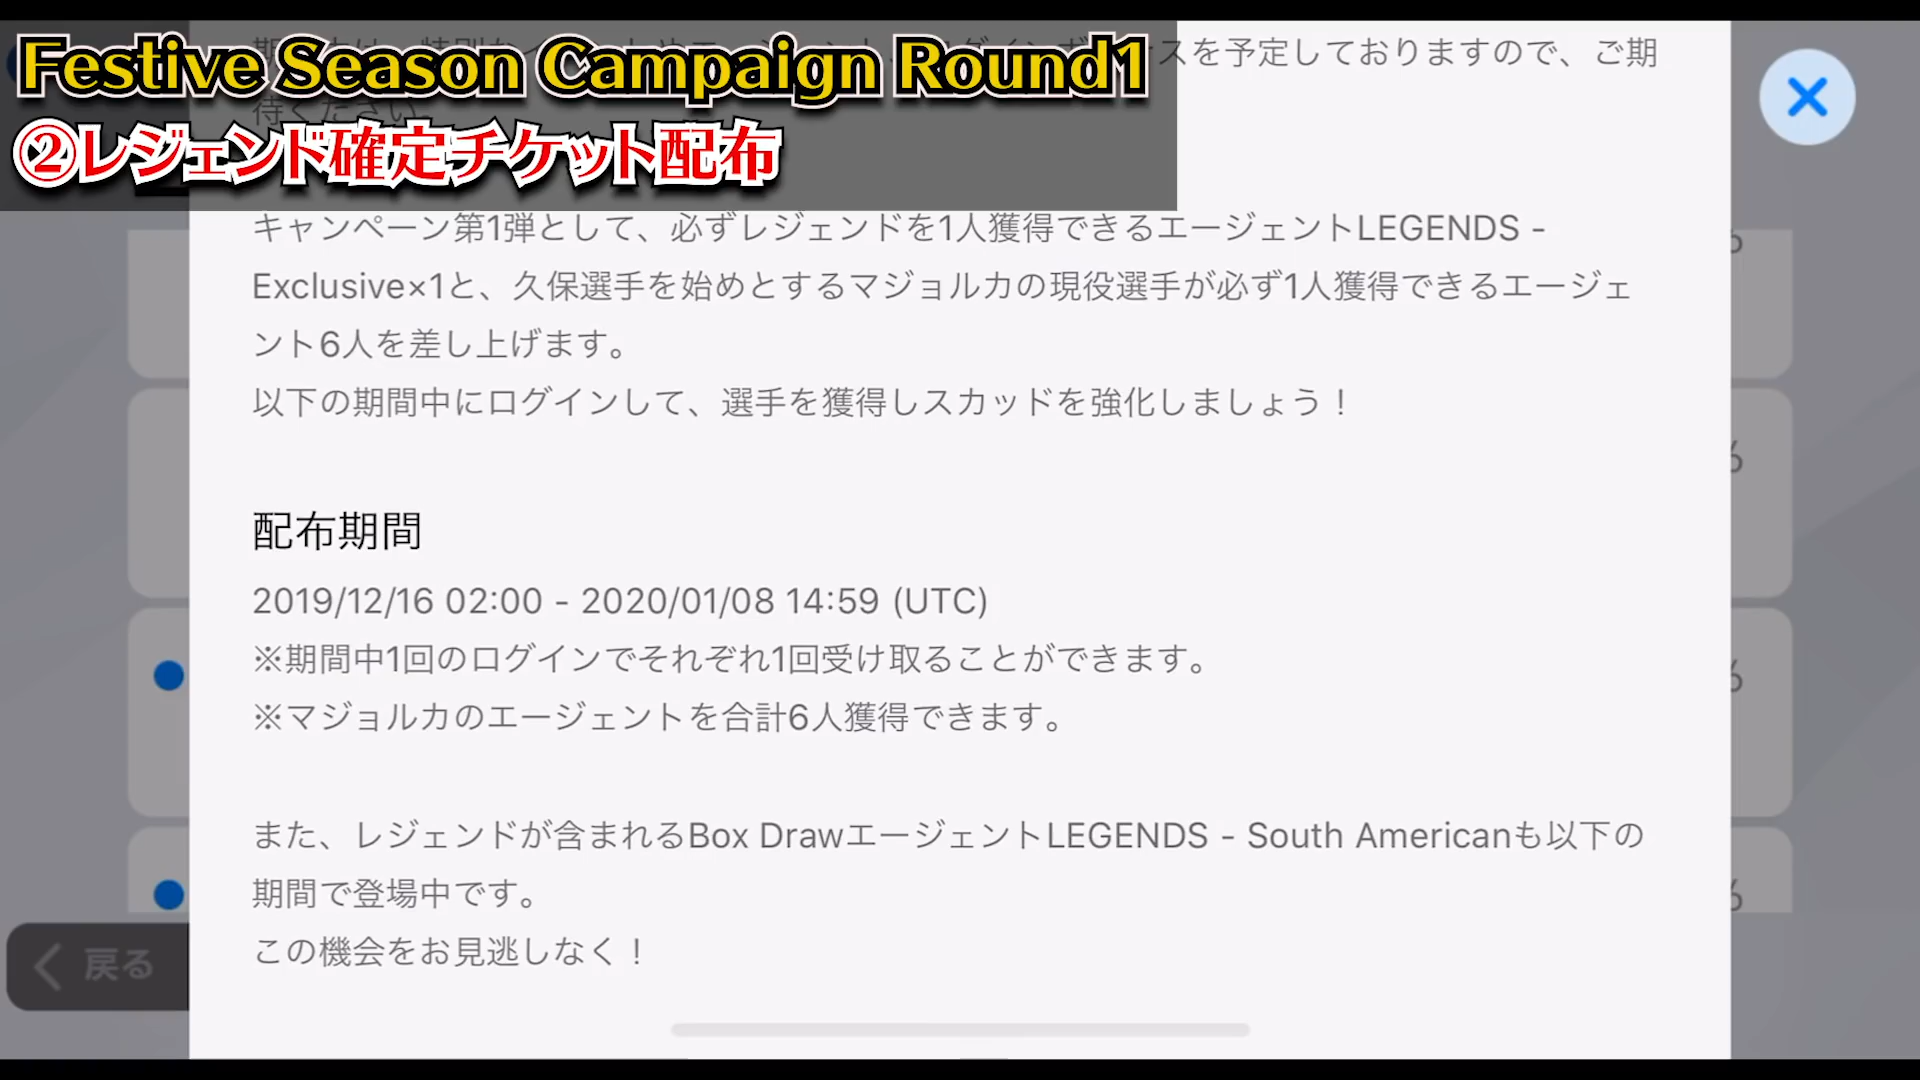 Festive Season Campaign Round1
スを予定しておりますので、ご期
待ください
②レジェンド確定チケット配布
キャンペーン第1弾として、必ずレジェンドを1人獲得できるエージェントLEGENDS -
Exclusive×1と、久保選手を始めとするマジョルカの現役選手が必ず1人獲得できるエージェ
ント6人を差し上げます。
以下の期間中にログインして、選手を獲得しスカッドを強化しましょう！
配布期間
2019/12/16 02:00 - 2020/01/08 14:59 (UTC)
※期間中1回のログインでそれぞれ1回受け取ることができます。
※マジョルカのエージェントを合計6人獲得できます。
また、レジェンドが含まれるBox DrawエージェントLEGENDS - South Americanも以下の
期間で登場中です。
この機会をお見逃しなく！
戻る